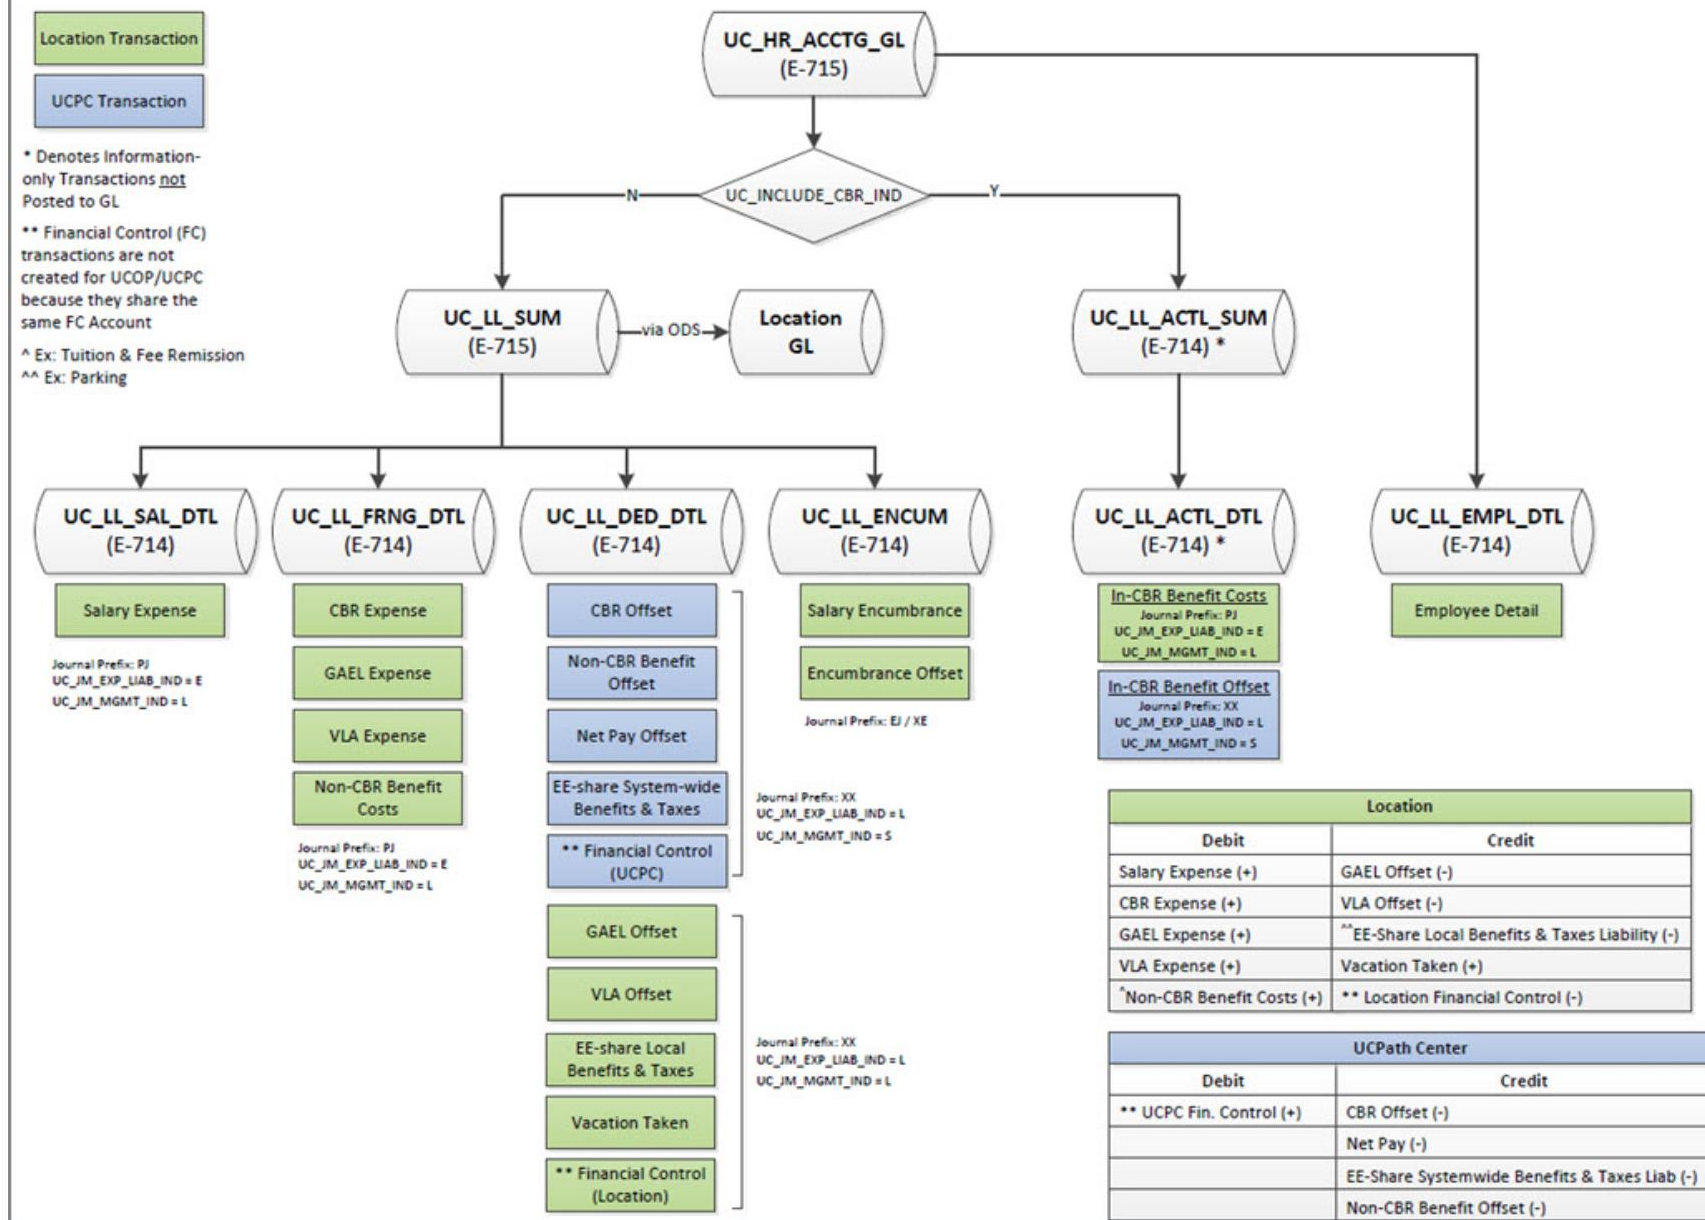 Location Transaction
UCPC Transaction
* Denotes Information-
only Transactions not
Posted to GL
** Financial Control (FC)
transactions are not
created for UCOP/UCPC
because they share the
same FC Account
^ Ex: Tuition & Fee Remission
^^ Ex: Parking
UC_HR_ACCTG_GL
(E-715)
UC_INCLUDE_CBR_IND
N
Y
UC_LL_SUM
(E-715)
via ODS
Location
GL
UC_LL_ACTL_SUM
(E-714) *
UC_LL_SAL_DTL
(E-714)
UC_LL_FRNG_DTL
(E-714)
UC_LL_DED_DTL
(E-714)
UC_LL_ENCUM
(E-714)
UC_LL_ACTL_DTL
(E-714) *
UC_LL_EMPL_DTL
(E-714)
Salary Expense
Journal Prefix: PJ
UC_JM_EXP_LIAB_IND = E
UC_JM_MGMT_IND = L
CBR Expense
GAEL Expense
VLA Expense
Non-CBR Benefit
Costs
Journal Prefix: PJ
UC_JM_EXP_LIAB_IND = E
UC_JM_MGMT_IND = L
CBR Offset
Non-CBR Benefit
Offset
Net Pay Offset
EE-share System-wide
Benefits & Taxes
** Financial Control
(UCPC)
Journal Prefix: XX
UC_JM_EXP_LIAB_IND = L
UC_JM_MGMT_IND = S
GAEL Offset
VLA Offset
EE-share Local
Benefits & Taxes
Vacation Taken
** Financial Control
(Location)
Journal Prefix: XX
UC_JM_EXP_LIAB_IND = L
UC_JM_MGMT_IND = L
Salary Encumbrance
Encumbrance Offset
Journal Prefix: EJ / XE
In-CBR Benefit Costs
Journal Prefix: PJ
UC_JM_EXP_LIAB_IND = E
UC_JM_MGMT_IND = L
In-CBR Benefit Offset
Journal Prefix: XX
UC_JM_EXP_LIAB_IND = L
UC_JM_MGMT_IND = S
Employee Detail
Location
Debit Credit
Salary Expense (+) GAEL Offset (-)
CBR Expense (+) VLA Offset (-)
GAEL Expense (+) ^^EE-Share Local Benefits & Taxes Liability (-)
VLA Expense (+) Vacation Taken (+)
^Non-CBR Benefit Costs (+) ** Location Financial Control (-)
UCPath Center
Debit Credit
** UCPC Fin. Control (+) CBR Offset (-)
Net Pay (-)
EE-Share Systemwide Benefits & Taxes Liab (-)
Non-CBR Benefit Offset (-)